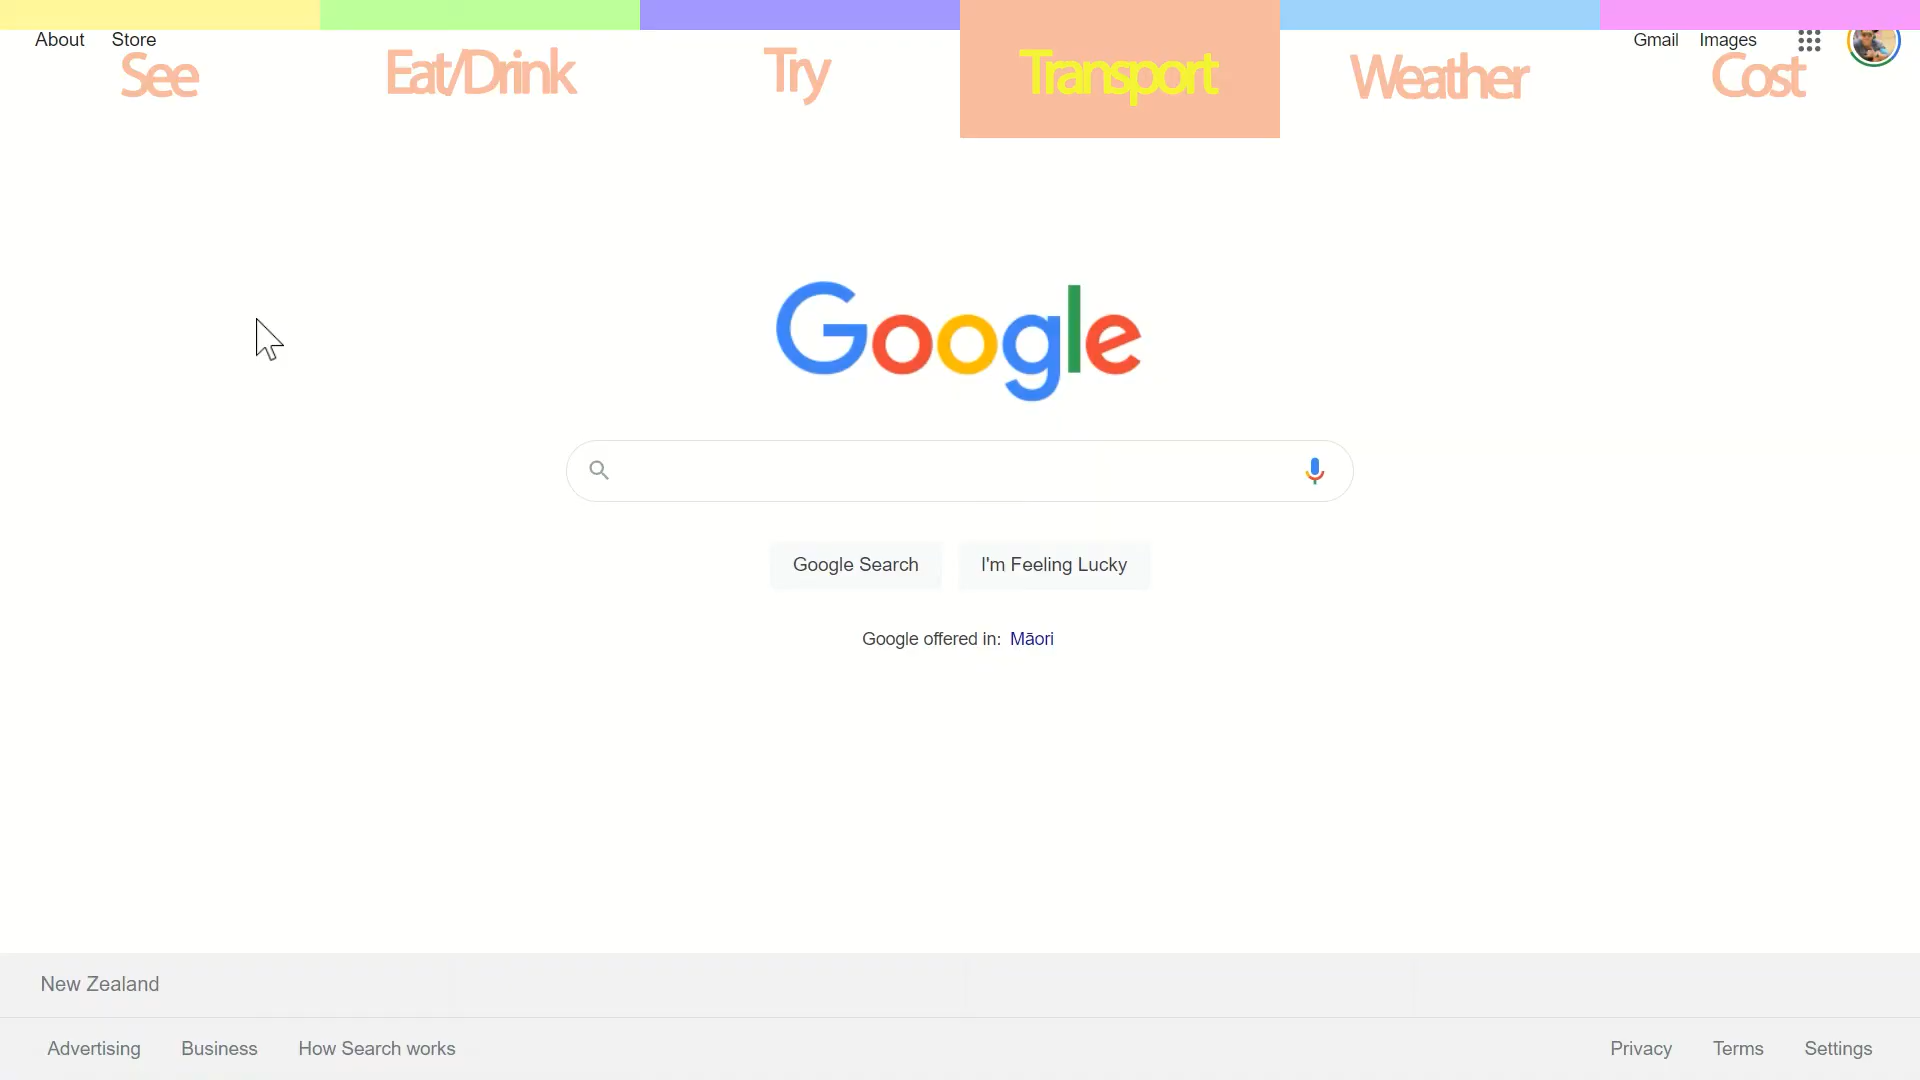 About Store Gmail Images
See Eat/Drink Try Transport Weather Cost
Google
Google Search I'm Feeling Lucky
Google offered in: Māori
New Zealand
Advertising Business How Search works Privacy Terms Settings